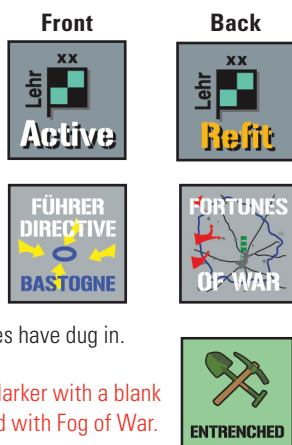 Front Back
xx
Lehr
Active
xx
Lehr
Refit
FÜHRER
DIRECTIVE
BASTOGNE
FORTUNES
OF WAR
es have dug in.
Marker with a blank
d with Fog of War.
ENTRENCHED